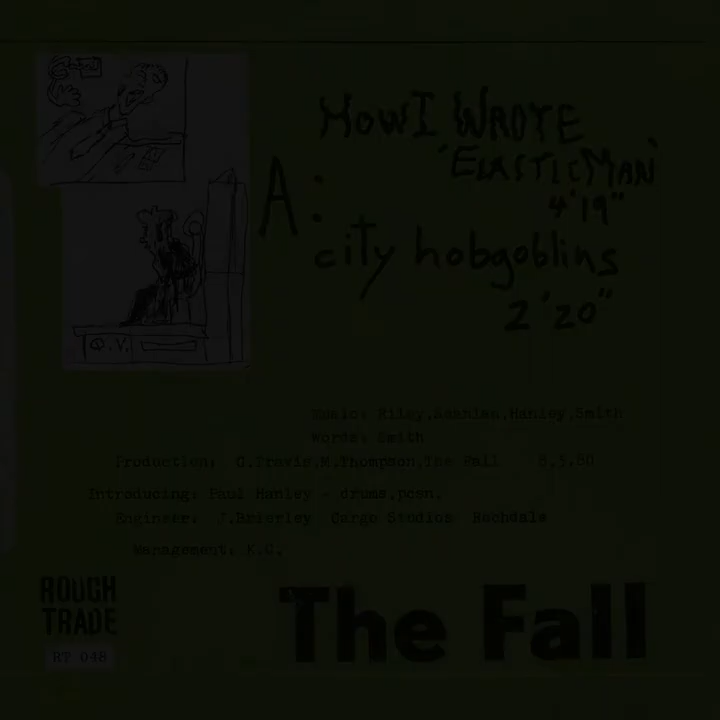 How I WROTE
'ELASTIC MAN'
4'19"
A:
city hobgoblins
2'20"
Q.V.
Music: Riley,Scanlan,Hanley,Smith
Words: Smith
Production: G.Travis,M.Thompson,The Fall 8.5.80
Introducing: Paul Hanley - drums,pcsn.
Engineer: J.Brierley Cargo Studios Rochdale
Management: K.C.
ROUGH
TRADE
RT 048
The Fall